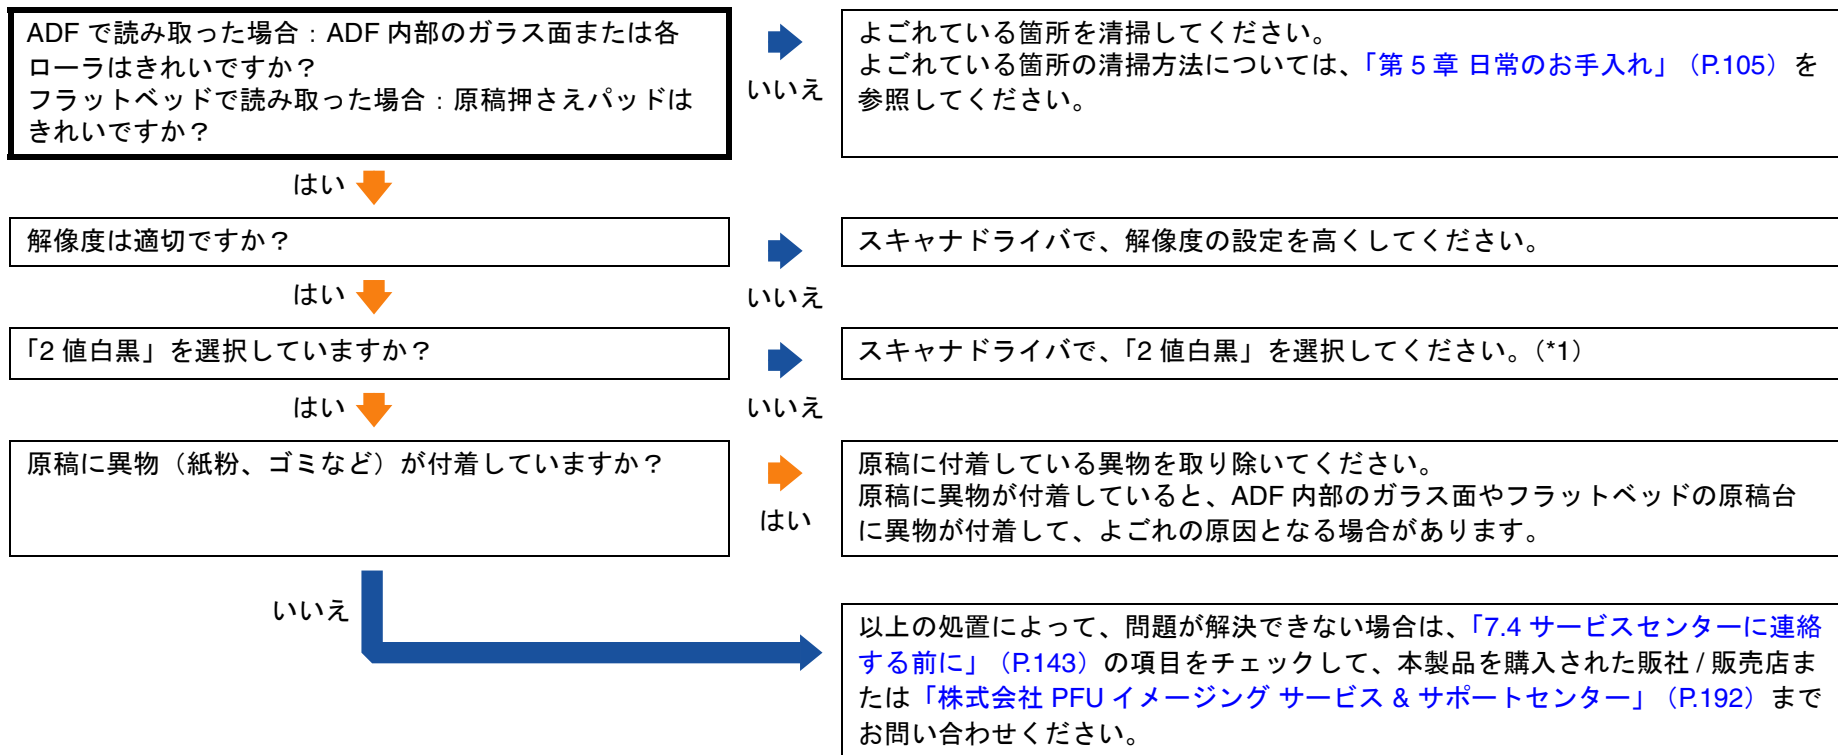 ADF で読み取った場合：ADF 内部のガラス面または各
ローラはきれいですか？
フラットベッドで読み取った場合：原稿押さえパッドは
きれいですか？
いいえ
よごれている箇所を清掃してください。
よごれている箇所の清掃方法については、「第 5 章 日常のお手入れ」（P.105）を
参照してください。
はい
解像度は適切ですか？
いいえ
スキャナドライバで、解像度の設定を高くしてください。
はい
「2 値白黒」を選択していますか？
いいえ
スキャナドライバで、「2 値白黒」を選択してください。(*1)
はい
原稿に異物（紙粉、ゴミなど）が付着していますか？
はい
原稿に付着している異物を取り除いてください。
原稿に異物が付着していると、ADF 内部のガラス面やフラットベッドの原稿台
に異物が付着して、よごれの原因となる場合があります。
いいえ
以上の処置によって、問題が解決できない場合は、「7.4 サービスセンターに連絡
する前に」（P.143）の項目をチェックして、本製品を購入された販社 / 販売店ま
たは「株式会社 PFU イメージング サービス & サポートセンター」（P.192）まで
お問い合わせください。